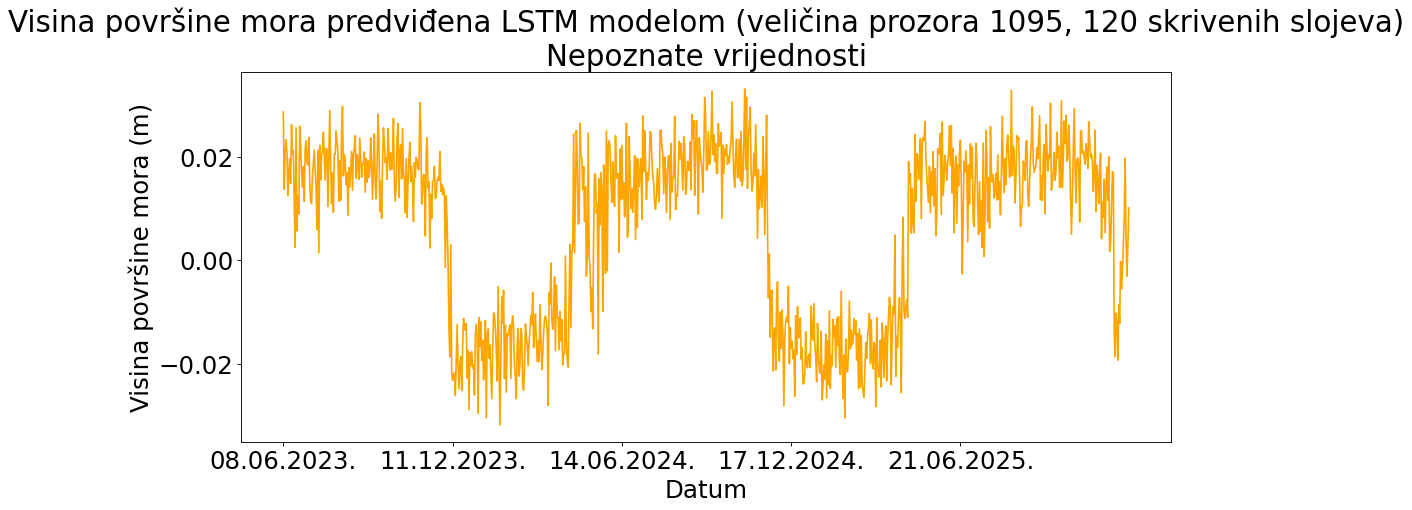 Visina površine mora predviđena LSTM modelom (veličina prozora 1095, 120 skrivenih slojeva)
Nepoznate vrijednosti
Visina površine mora (m)
0.02
0.00
−0.02
08.06.2023. 11.12.2023. 14.06.2024. 17.12.2024. 21.06.2025.
Datum